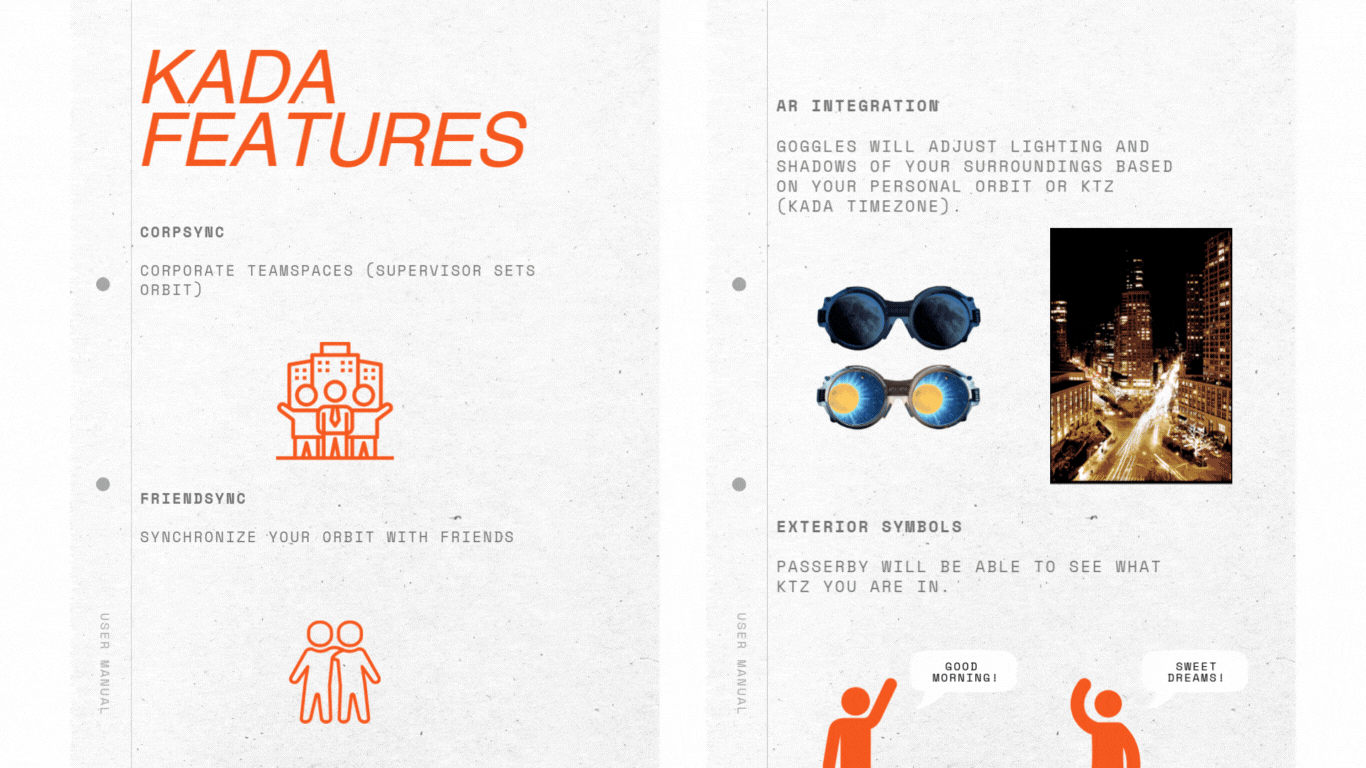 KADA
FEATURES
CORPSYNC
CORPORATE TEAMSPACES (SUPERVISOR SETS
ORBIT)
FRIENDSYNC
SYNCHRONIZE YOUR ORBIT WITH FRIENDS
USER MANUAL
AR INTEGRATION
GOGGLES WILL ADJUST LIGHTING AND
SHADOWS OF YOUR SURROUNDINGS BASED
ON YOUR PERSONAL ORBIT OR KTZ
(KADA TIMEZONE).
EXTERIOR SYMBOLS
PASSERBY WILL BE ABLE TO SEE WHAT
KTZ YOU ARE IN.
USER MANUAL
GOOD
MORNING!
SWEET
DREAMS!